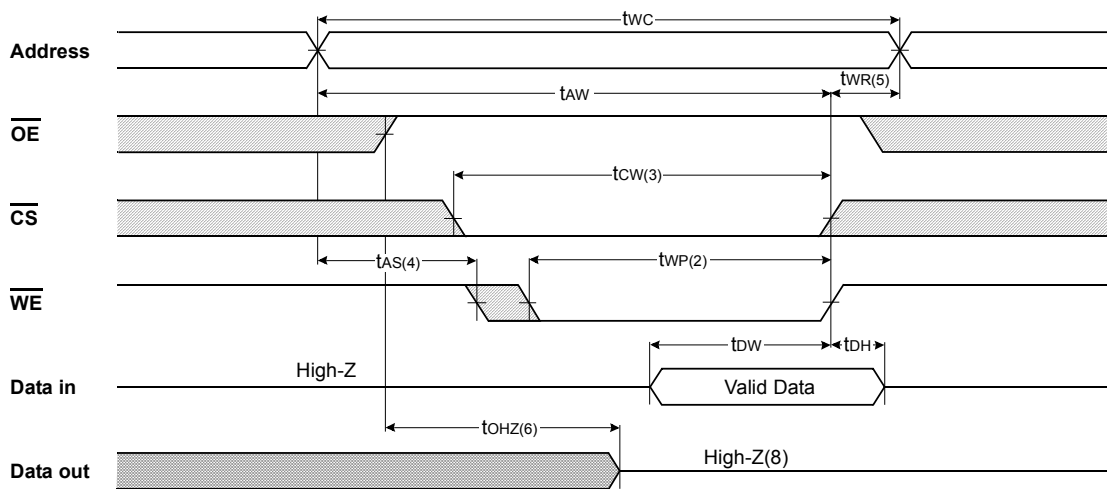 tWC
Address
tAW
tWR(5)
OE
tCW(3)
CS
tAS(4)
tWP(2)
WE
tDW
tDH
High-Z
Data in
Valid Data
tOHZ(6)
High-Z(8)
Data out